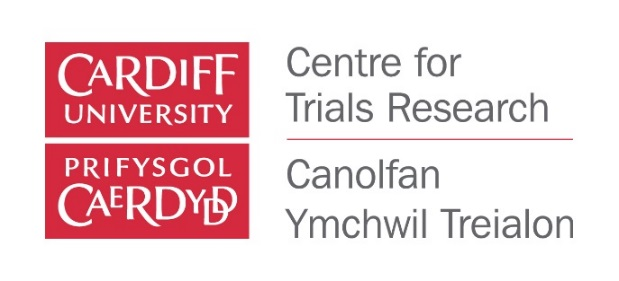 CARDIFF
UNIVERSITY
PRIFYSGOL
CAERDYDD
Centre for
Trials Research
Canolfan
Ymchwil Treialon